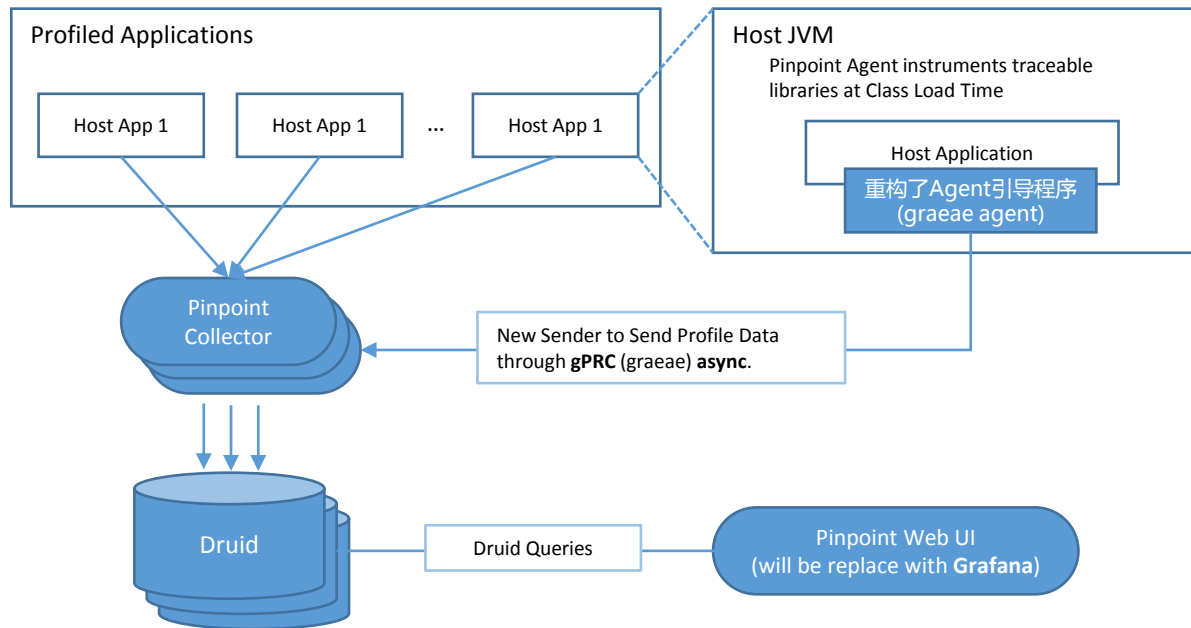 Profiled Applications
Host App 1
Host App 1
...
Host App 1
Host JVM
Pinpoint Agent instruments traceable
libraries at Class Load Time
Host Application
重构了Agent引导程序
(graeae agent)
Pinpoint
Collector
New Sender to Send Profile Data
through gPRC (graeae) async.
Druid
Druid Queries
Pinpoint Web UI
(will be replace with Grafana)